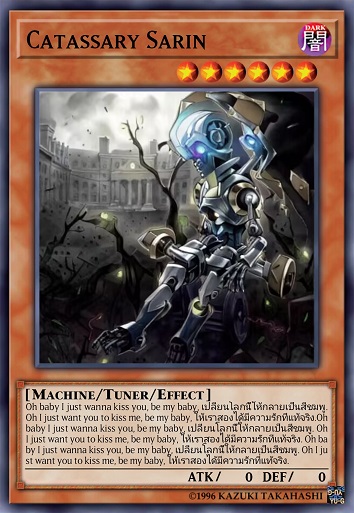 CATASSARY SARIN
DARK
闇
[MACHINE/TUNER/EFFECT]
Oh baby I just wanna kiss you, be my baby, เปลี่ยนโลกนี้ให้กลายเป็นสีชมพู.
Oh I just want you to kiss me, be my baby, ให้เราสองได้มีความรักที่แท้จริง.Oh
baby I just wanna kiss you, be my baby, เปลี่ยนโลกนี้ให้กลายเป็นสีชมพู. Oh
I just want you to kiss me, be my baby, ให้เราสองได้มีความรักที่แท้จริง. Oh ba
by I just wanna kiss you, be my baby, เปลี่ยนโลกนี้ให้กลายเป็นสีชมพู. Oh I ju
st want you to kiss me, be my baby, ให้เราสองได้มีความรักที่แท้จริง.
ATK/ 0 DEF/ 0
©1996 KAZUKI TAKAHASHI